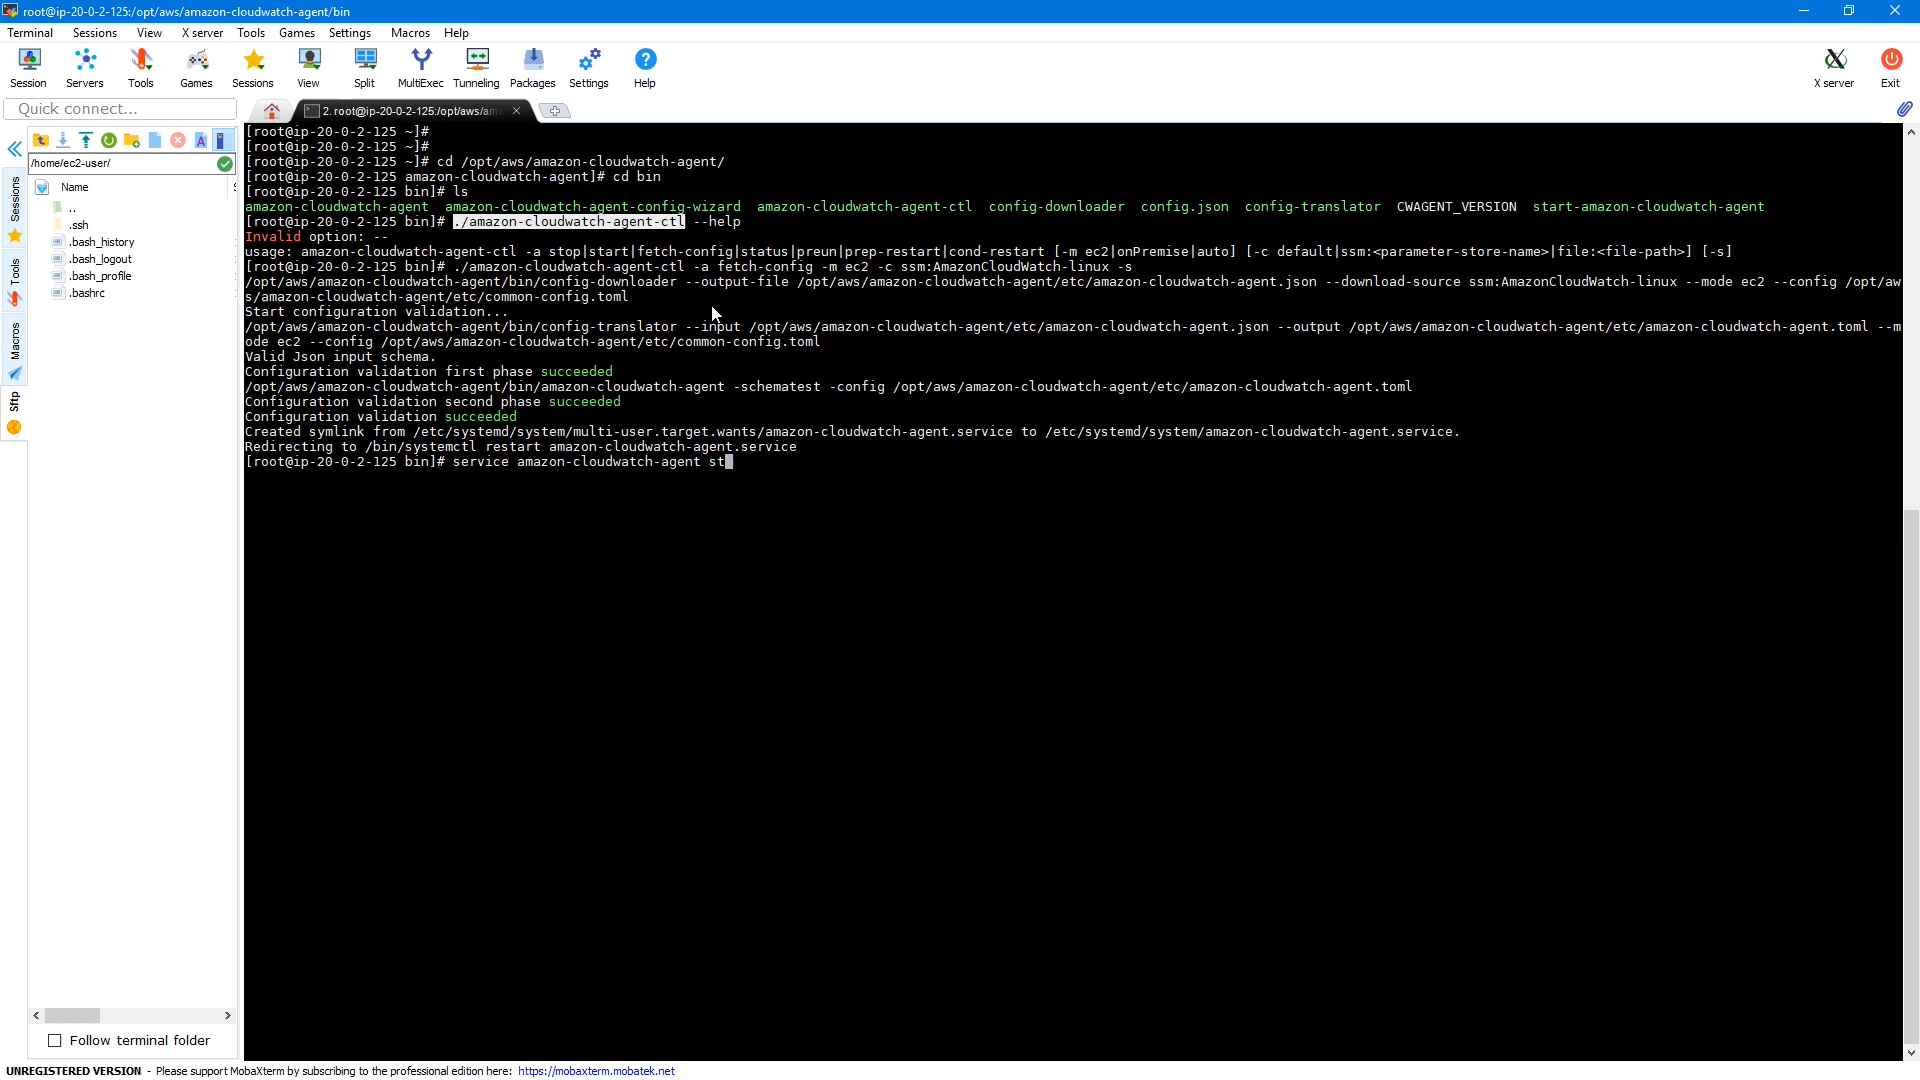 root@ip-20-0-2-125:/opt/aws/amazon-cloudwatch-agent/bin
Terminal Sessions View X server Tools Games Settings Macros Help
Session Servers Tools Games Sessions View Split MultiExec Tunneling Packages Settings Help X server Exit
Quick connect...
2. root@ip-20-0-2-125:/opt/aws/am
/home/ec2-user/
Name
..
.ssh
.bash_history
.bash_logout
.bash_profile
.bashrc
Sessions
Tools
Macros
Sftp
[root@ip-20-0-2-125 ~]#
[root@ip-20-0-2-125 ~]#
[root@ip-20-0-2-125 ~]# cd /opt/aws/amazon-cloudwatch-agent/
[root@ip-20-0-2-125 amazon-cloudwatch-agent]# cd bin
[root@ip-20-0-2-125 bin]# ls
amazon-cloudwatch-agent amazon-cloudwatch-agent-config-wizard amazon-cloudwatch-agent-ctl config-downloader config.json config-translator CWAGENT_VERSION start-amazon-cloudwatch-agent
[root@ip-20-0-2-125 bin]# ./amazon-cloudwatch-agent-ctl --help
Invalid option: --
usage: amazon-cloudwatch-agent-ctl -a stop|start|fetch-config|status|preun|prep-restart|cond-restart [-m ec2|onPremise|auto] [-c default|ssm:<parameter-store-name>|file:<file-path>] [-s]
[root@ip-20-0-2-125 bin]# ./amazon-cloudwatch-agent-ctl -a fetch-config -m ec2 -c ssm:AmazonCloudWatch-linux -s
/opt/aws/amazon-cloudwatch-agent/bin/config-downloader --output-file /opt/aws/amazon-cloudwatch-agent/etc/amazon-cloudwatch-agent.json --download-source ssm:AmazonCloudWatch-linux --mode ec2 --config /opt/aw
s/amazon-cloudwatch-agent/etc/common-config.toml
Start configuration validation...
/opt/aws/amazon-cloudwatch-agent/bin/config-translator --input /opt/aws/amazon-cloudwatch-agent/etc/amazon-cloudwatch-agent.json --output /opt/aws/amazon-cloudwatch-agent/etc/amazon-cloudwatch-agent.toml --m
ode ec2 --config /opt/aws/amazon-cloudwatch-agent/etc/common-config.toml
Valid Json input schema.
Configuration validation first phase succeeded
/opt/aws/amazon-cloudwatch-agent/bin/amazon-cloudwatch-agent -schematest -config /opt/aws/amazon-cloudwatch-agent/etc/amazon-cloudwatch-agent.toml
Configuration validation second phase succeeded
Configuration validation succeeded
Created symlink from /etc/systemd/system/multi-user.target.wants/amazon-cloudwatch-agent.service to /etc/systemd/system/amazon-cloudwatch-agent.service.
Redirecting to /bin/systemctl restart amazon-cloudwatch-agent.service
[root@ip-20-0-2-125 bin]# service amazon-cloudwatch-agent st
Follow terminal folder
UNREGISTERED VERSION - Please support MobaXterm by subscribing to the professional edition here: https://mobaxterm.mobatek.net